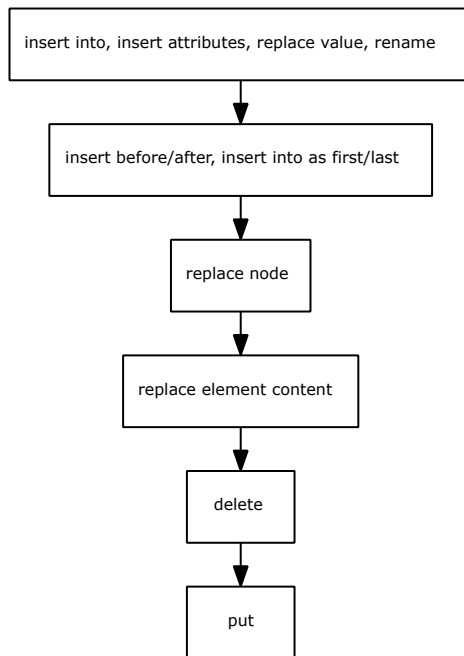 insert into, insert attributes, replace value, rename
insert before/after, insert into as first/last
replace node
replace element content
delete
put